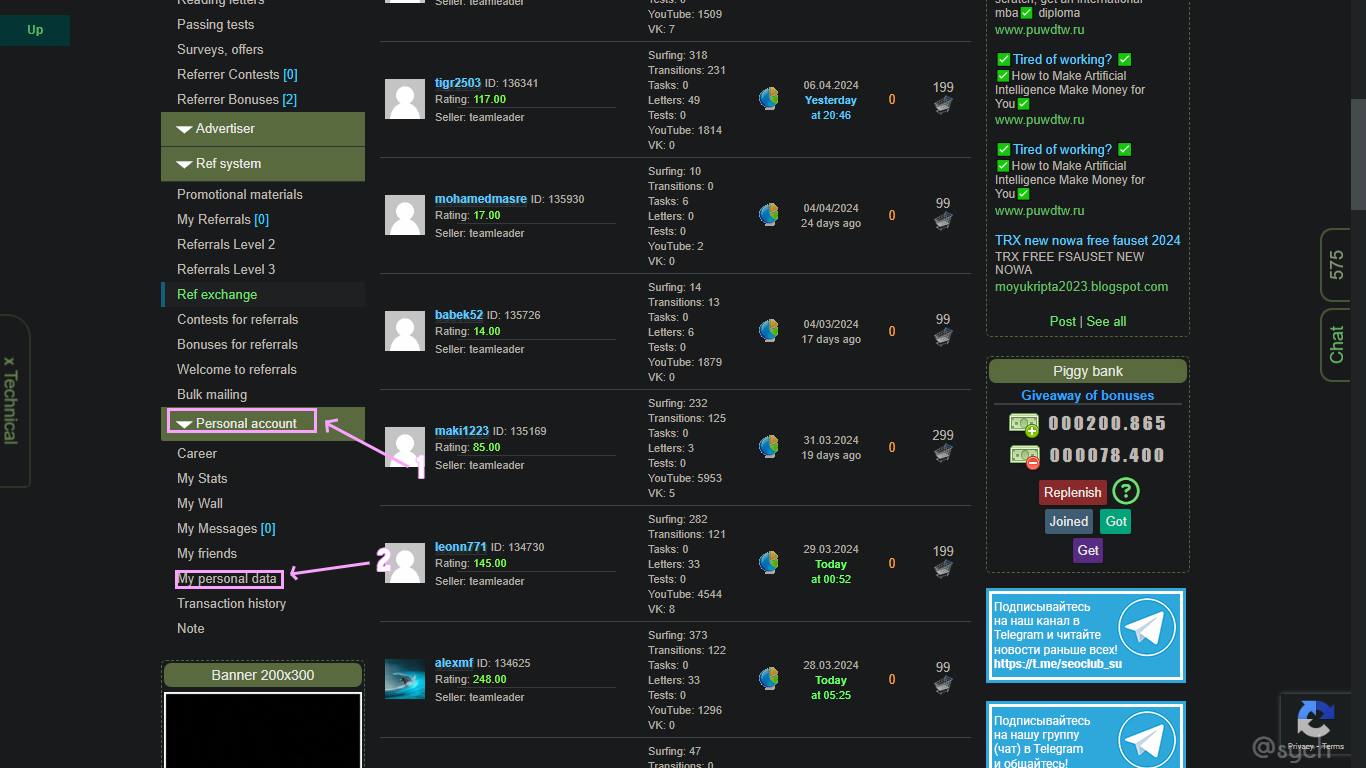 Up
x Technical
Reading letters
Passing tests
Surveys, offers
Referrer Contests [0]
Referrer Bonuses [2]
Advertiser
Ref system
Promotional materials
My Referrals [0]
Referrals Level 2
Referrals Level 3
Ref exchange
Contests for referrals
Bonuses for referrals
Welcome to referrals
Bulk mailing
Personal account
Career
My Stats
My Wall
My Messages [0]
My friends
My personal data
Transaction history
Note
Banner 200x300
1
2
Seller: teamleader
Tests: 0
YouTube: 1509
VK: 7
tigr2503 ID: 136341
Rating: 117.00
Seller: teamleader
Surfing: 318
Transitions: 231
Tasks: 0
Letters: 49
Tests: 0
YouTube: 1814
VK: 0
06.04.2024
Yesterday
at 20:46
0
199
mohamedmasre ID: 135930
Rating: 17.00
Seller: teamleader
Surfing: 10
Transitions: 0
Tasks: 6
Letters: 0
Tests: 0
YouTube: 2
VK: 0
04/04/2024
24 days ago
0
99
babek52 ID: 135726
Rating: 14.00
Seller: teamleader
Surfing: 14
Transitions: 13
Tasks: 0
Letters: 6
Tests: 0
YouTube: 1879
VK: 0
04/03/2024
17 days ago
0
99
maki1223 ID: 135169
Rating: 85.00
Seller: teamleader
Surfing: 232
Transitions: 125
Tasks: 0
Letters: 3
Tests: 0
YouTube: 5953
VK: 5
31.03.2024
19 days ago
0
299
leonn771 ID: 134730
Rating: 145.00
Seller: teamleader
Surfing: 282
Transitions: 121
Tasks: 0
Letters: 33
Tests: 0
YouTube: 4544
VK: 8
29.03.2024
Today
at 00:52
0
199
alexmf ID: 134625
Rating: 248.00
Seller: teamleader
Surfing: 373
Transitions: 122
Tasks: 0
Letters: 33
Tests: 0
YouTube: 1296
VK: 0
28.03.2024
Today
at 05:25
0
99
Surfing: 47
Transitions: 0
scratch, get an international
mba✅ diploma
www.puwdtw.ru
✅ Tired of working? ✅
✅How to Make Artificial
Intelligence Make Money for
You✅
www.puwdtw.ru
✅ Tired of working? ✅
✅How to Make Artificial
Intelligence Make Money for
You✅
www.puwdtw.ru
TRX new nowa free fauset 2024
TRX FREE FSAUSET NEW
NOWA
moyukripta2023.blogspot.com
Post | See all
Piggy bank
Giveaway of bonuses
000200.865
000078.400
Replenish ?
Joined Got
Get
Подписывайтесь
на наш канал в
Telegram и читайте
новости раньше всех!
https://t.me/seoclub_su
Подписывайтесь
на нашу группу
(чат) в Telegram
и общайтесь!
575
Chat
Privacy - Terms
@sych